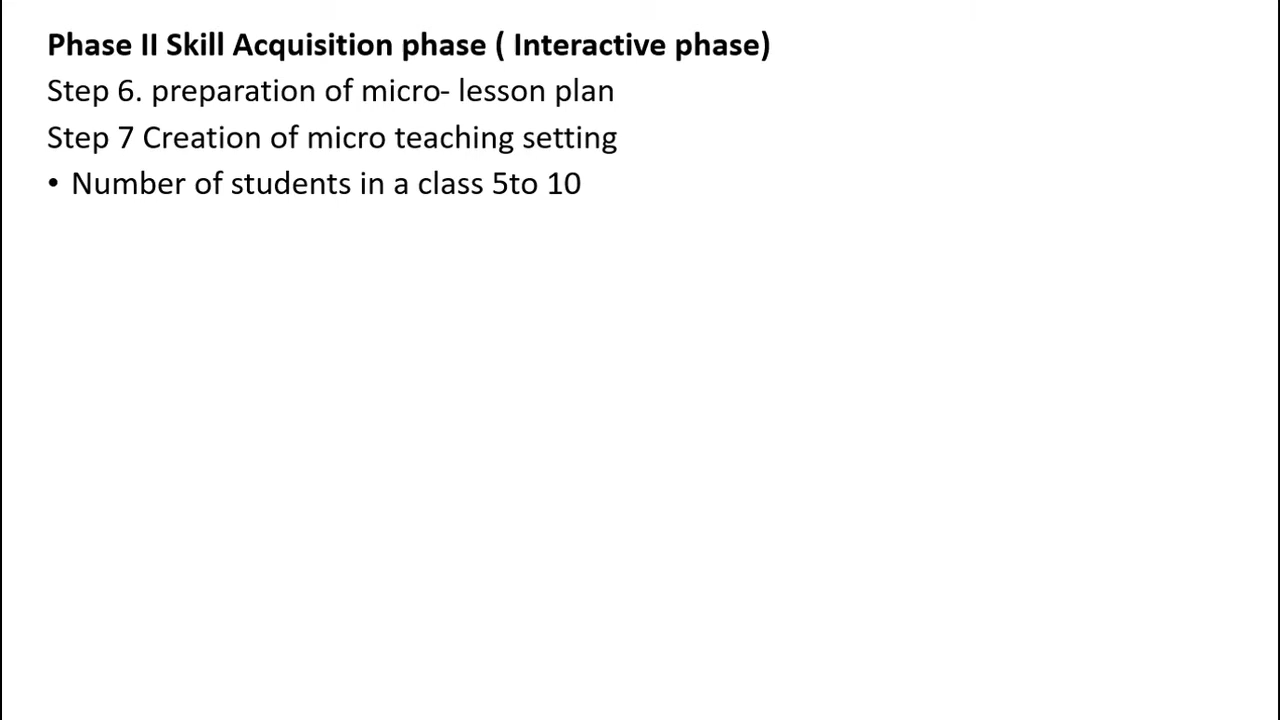 Phase II Skill Acquisition phase ( Interactive phase)
Step 6. preparation of micro- lesson plan
Step 7 Creation of micro teaching setting
• Number of students in a class 5to 10